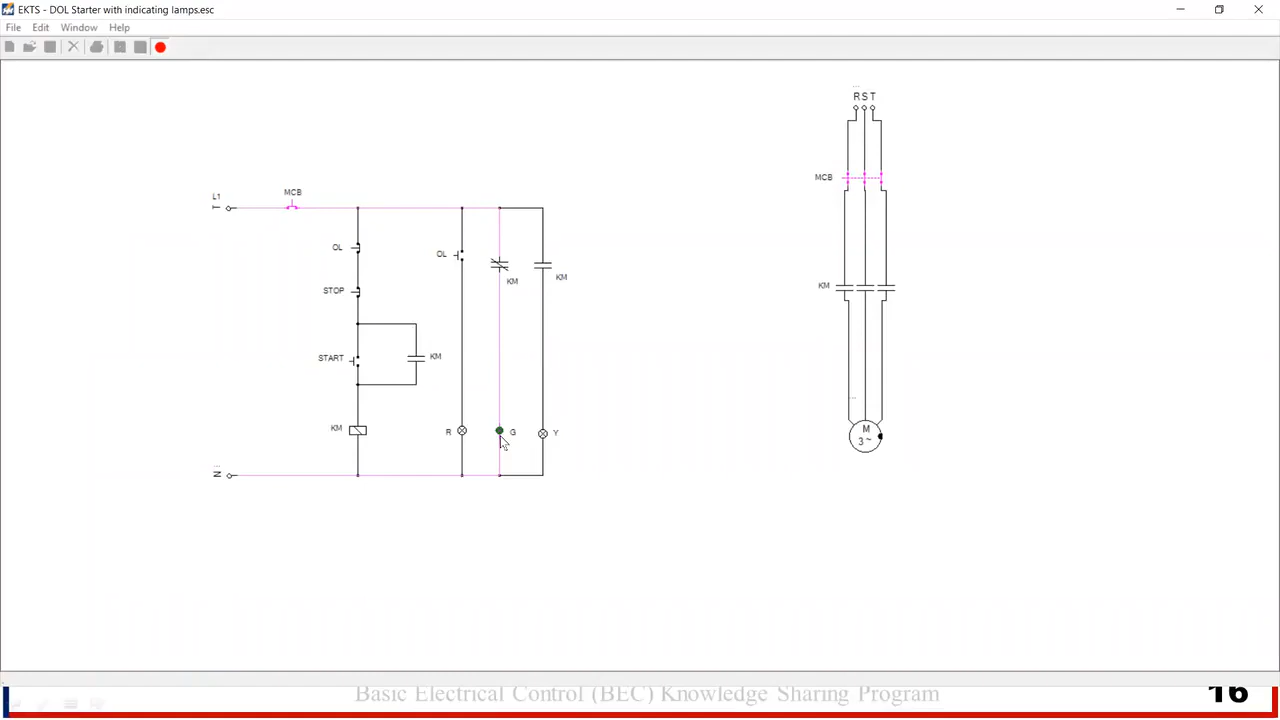 EKTS - DOL Starter with indicating lamps.esc
File Edit Window Help
R S T
MCB
L1
MCB
OL
OL
KM
KM
STOP
KM
START
KM
KM
R
G
Y
M
3 ~
N
Basic Electrical Control (BEC) Knowledge Sharing Program
16